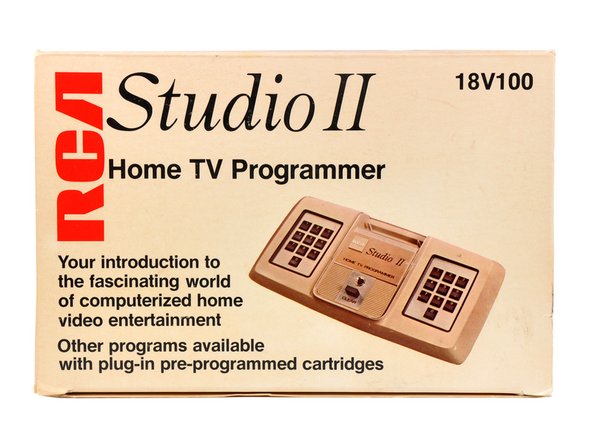 RCA
Studio II
18V100
Home TV Programmer
Studio II
HOME TV PROGRAMMER
Your introduction to
the fascinating world
of computerized home
video entertainment
Other programs available
with plug-in pre-programmed cartridges